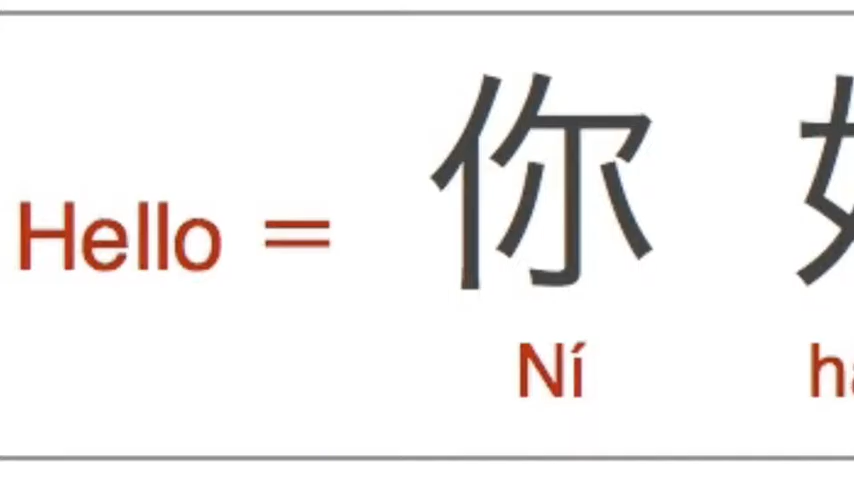 Hello = 你
Ní